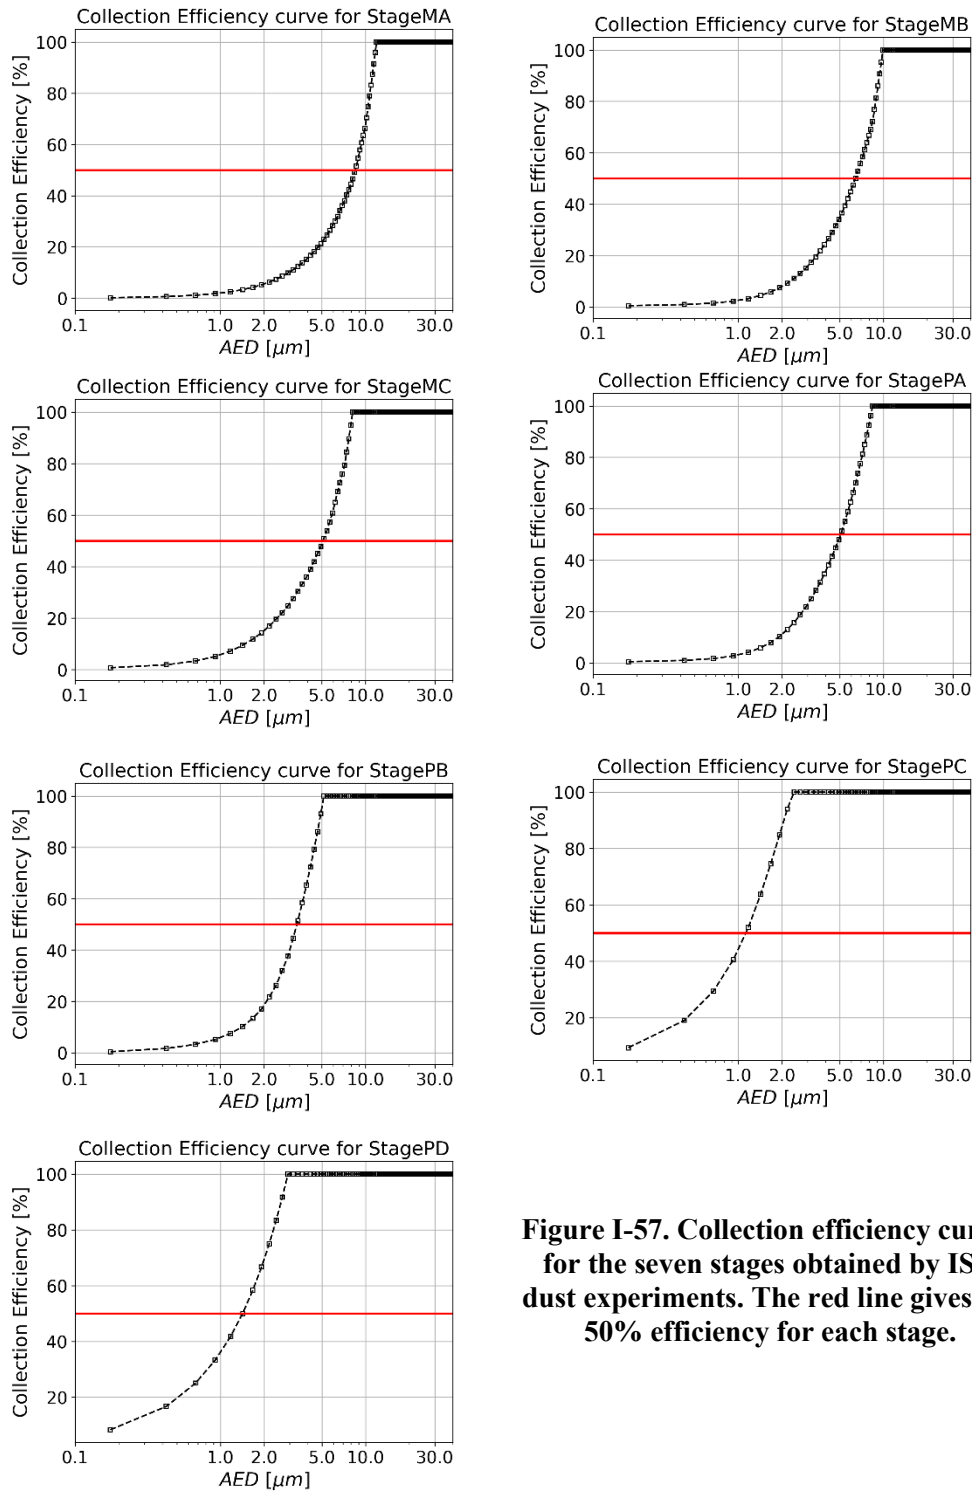 Collection Efficiency curve for StageMA
Collection Efficiency [%]
100
80
60
40
20
0
0.1 1.0 2.0 5.0 10.0 30.0
AED [μm]
Collection Efficiency curve for StageMB
Collection Efficiency [%]
100
80
60
40
20
0
0.1 1.0 2.0 5.0 10.0 30.0
AED [μm]
Collection Efficiency curve for StageMC
Collection Efficiency [%]
100
80
60
40
20
0
0.1 1.0 2.0 5.0 10.0 30.0
AED [μm]
Collection Efficiency curve for StagePA
Collection Efficiency [%]
100
80
60
40
20
0
0.1 1.0 2.0 5.0 10.0 30.0
AED [μm]
Collection Efficiency curve for StagePB
Collection Efficiency [%]
100
80
60
40
20
0
0.1 1.0 2.0 5.0 10.0 30.0
AED [μm]
Collection Efficiency curve for StagePC
Collection Efficiency [%]
100
80
60
40
20
0.1 1.0 2.0 5.0 10.0 30.0
AED [μm]
Collection Efficiency curve for StagePD
Collection Efficiency [%]
100
80
60
40
20
0.1 1.0 2.0 5.0 10.0 30.0
AED [μm]
Figure I-57. Collection efficiency
for the seven stages obtained by
dust experiments. The red line gives
50% efficiency for each stage.